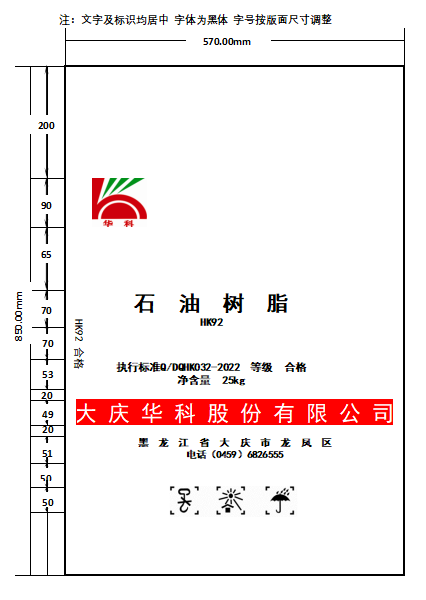 注：文字及标识均居中 字体为黑体 字号按版面尺寸调整
570.00mm
200
90
65
70
70
53
20
49
20
51
50
50
850.00mm
华 科
石 油 树 脂
HK92
HK92 合格
执行标准Q/DQHK032-2022 等级 合格
净含量 25kg
大庆华科股份有限公司
黑 龙 江 省 大 庆 市 龙 凤 区
电话（0459）6826555